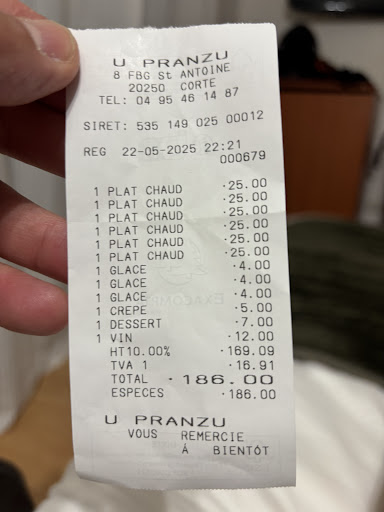 U PRANZU
8 FBG St ANTOINE
20250 CORTE
TEL: 04 95 46 14 87
SIRET: 535 149 025 00012
REG 22-05-2025 22:21
000679
1 PLAT CHAUD ·25.00
1 PLAT CHAUD ·25.00
1 PLAT CHAUD ·25.00
1 PLAT CHAUD ·25.00
1 PLAT CHAUD ·25.00
1 PLAT CHAUD ·25.00
1 GLACE ·4.00
1 GLACE ·4.00
1 GLACE ·4.00
1 CREPE ·5.00
1 DESSERT ·7.00
1 VIN ·12.00
HT10.00% ·169.09
TVA 1 ·16.91
TOTAL ·186.00
ESPECES ·186.00
U PRANZU
VOUS REMERCIE
À BIENTÔT